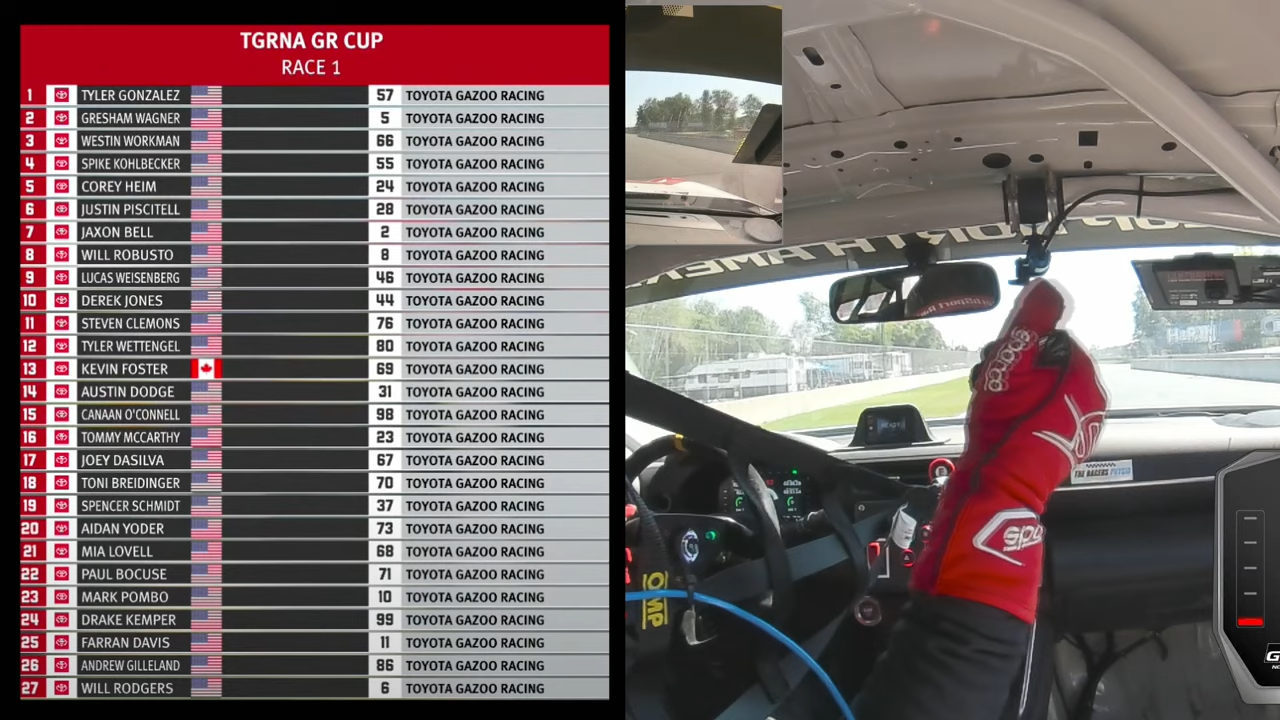 TGRNA GR CUP
RACE 1
1 TYLER GONZALEZ 57 TOYOTA GAZOO RACING
2 GRESHAM WAGNER 5 TOYOTA GAZOO RACING
3 WESTIN WORKMAN 66 TOYOTA GAZOO RACING
4 SPIKE KOHLBECKER 55 TOYOTA GAZOO RACING
5 COREY HEIM 24 TOYOTA GAZOO RACING
6 JUSTIN PISCITELL 28 TOYOTA GAZOO RACING
7 JAXON BELL 2 TOYOTA GAZOO RACING
8 WILL ROBUSTO 8 TOYOTA GAZOO RACING
9 LUCAS WEISENBERG 46 TOYOTA GAZOO RACING
10 DEREK JONES 44 TOYOTA GAZOO RACING
11 STEVEN CLEMONS 76 TOYOTA GAZOO RACING
12 TYLER WETTENGEL 80 TOYOTA GAZOO RACING
13 KEVIN FOSTER 69 TOYOTA GAZOO RACING
14 AUSTIN DODGE 31 TOYOTA GAZOO RACING
15 CANAAN O'CONNELL 98 TOYOTA GAZOO RACING
16 TOMMY MCCARTHY 23 TOYOTA GAZOO RACING
17 JOEY DASILVA 67 TOYOTA GAZOO RACING
18 TONI BREIDINGER 70 TOYOTA GAZOO RACING
19 SPENCER SCHMIDT 37 TOYOTA GAZOO RACING
20 AIDAN YODER 73 TOYOTA GAZOO RACING
21 MIA LOVELL 68 TOYOTA GAZOO RACING
22 PAUL BOCUSE 71 TOYOTA GAZOO RACING
23 MARK POMBO 10 TOYOTA GAZOO RACING
24 DRAKE KEMPER 99 TOYOTA GAZOO RACING
25 FARRAN DAVIS 11 TOYOTA GAZOO RACING
26 ANDREW GILLELAND 86 TOYOTA GAZOO RACING
27 WILL RODGERS 6 TOYOTA GAZOO RACING
sparco
OMP
THE RACERS